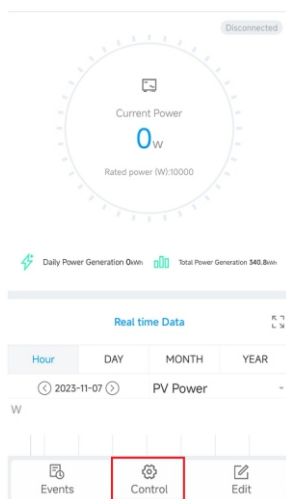 Disconnected
Current Power
0W
Rated power (W):10000
Daily Power Generation 0kWh
Total Power Generation 340.8kWh
Real time Data
Hour DAY MONTH YEAR
2023-11-07 PV Power
W
Events Control Edit